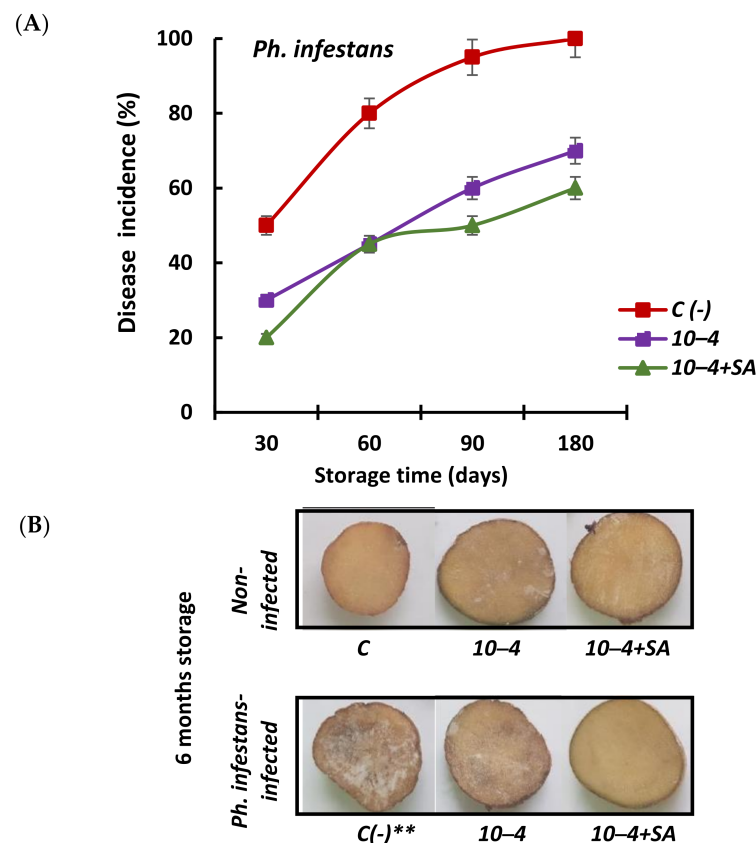 (A)
Ph. infestans
Disease incidence (%)
100
80
60
40
20
0
30 60 90 180
Storage time (days)
C (-)
10–4
10–4+SA
(B)
6 months storage
Non-
infected
C 10–4 10–4+SA
Ph. infestans-
infected
C(-)** 10–4 10–4+SA